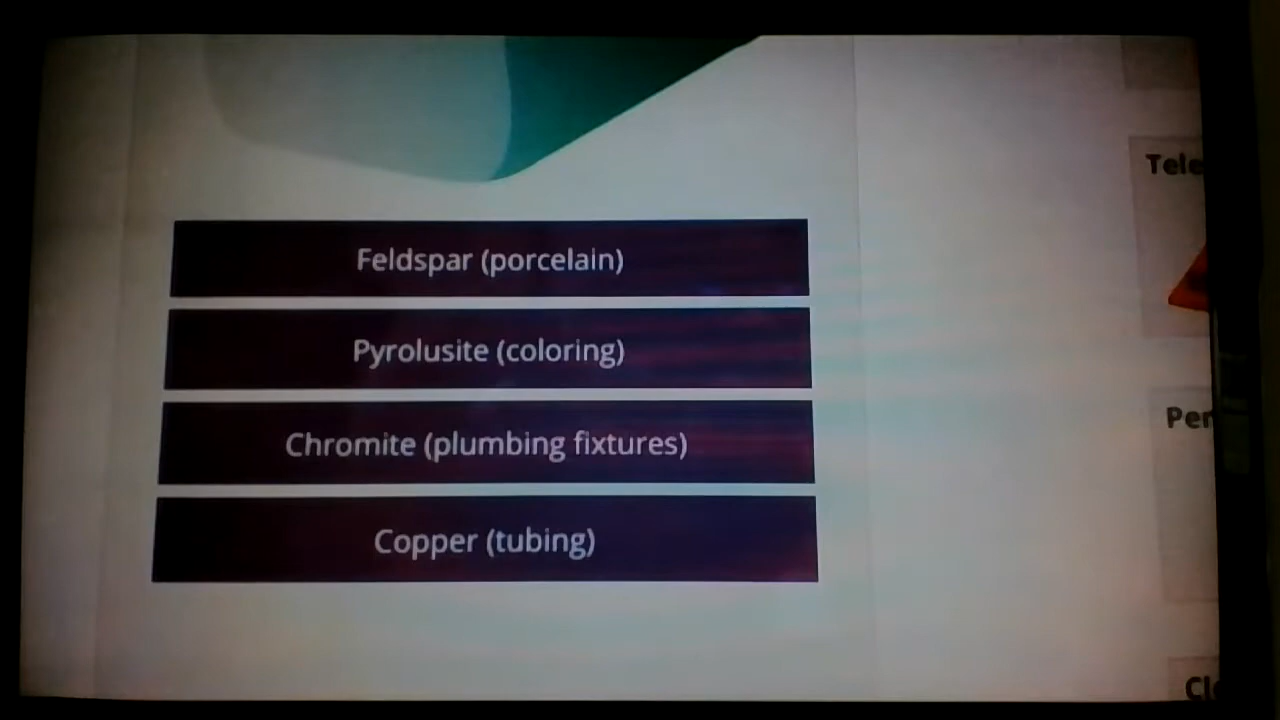 Feldspar (porcelain)
Pyrolusite (coloring)
Chromite (plumbing fixtures)
Copper (tubing)